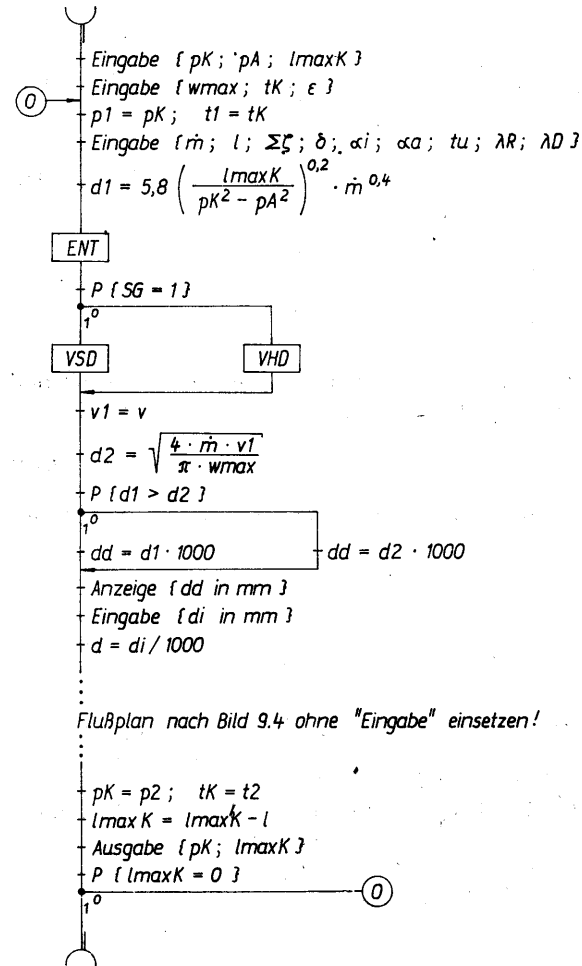 Eingabe {pK; pA; lmaxK}
Eingabe {wmax; tK; ε}
0
p1 = pK; t1 = tK
Eingabe {ṁ; l; Σζ; δ; αi; αa; tu; λR; λD}
d1 = 5,8 ( lmaxK / pK² − pA² )^0,2 · ṁ^0,4
ENT
P {SG = 1}
1 0
VSD VHD
v1 = v
d2 = √(4 · ṁ · v1 / π · wmax)
P {d1 > d2}
1 0
dd = d1 · 1000 dd = d2 · 1000
Anzeige {dd in mm}
Eingabe {di in mm}
d = di / 1000
Flußplan nach Bild 9.4 ohne "Eingabe" einsetzen!
pK = p2; tK = t2
lmaxK = lmaxK − l
Ausgabe {pK; lmaxK}
P {lmaxK = 0}
0
1 0